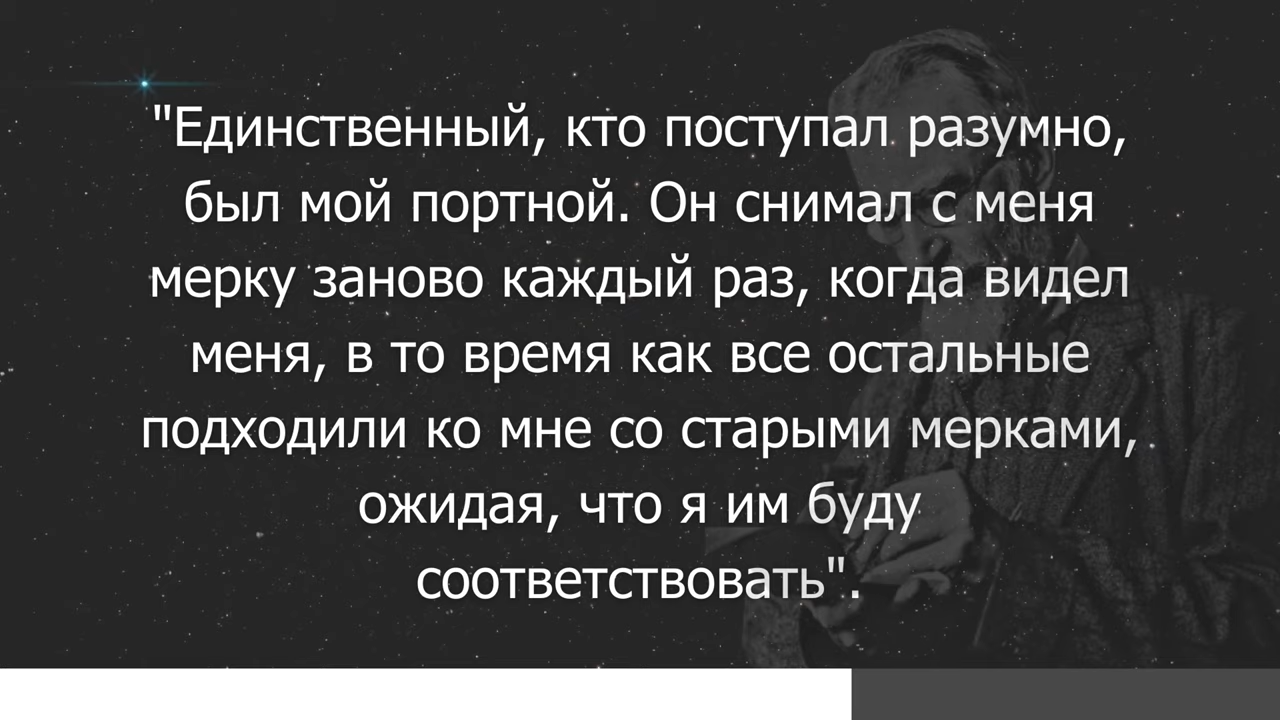 "Единственный, кто поступал разумно,
был мой портной. Он снимал с меня
мерку заново каждый раз, когда видел
меня, в то время как все остальные
подходили ко мне со старыми мерками,
ожидая, что я им буду
соответствовать".